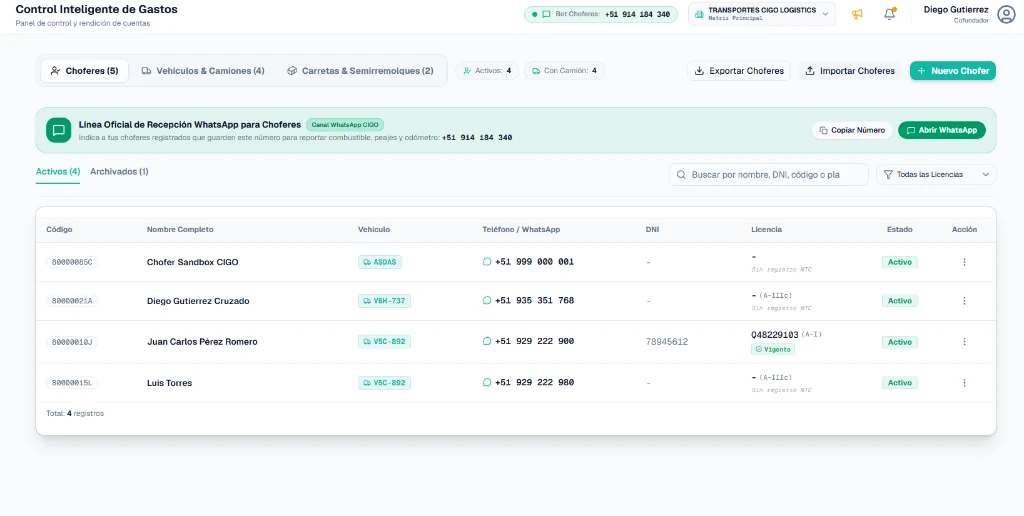 Control Inteligente de Gastos
Panel de control y rendición de cuentas
Bot Choferes: +51 914 184 340
TRANSPORTES CIGO LOGISTICS
Matriz Principal
Diego Gutierrez
Cofundador
Choferes (5)
Vehículos & Camiones (4)
Carretas & Semirremolques (2)
Activos: 4
Con Camión: 4
Exportar Choferes
Importar Choferes
Nuevo Chofer
Línea Oficial de Recepción WhatsApp para Choferes
Canal WhatsApp CIGO
Indica a tus choferes registrados que guarden este número para reportar combustible, peajes y odómetro: +51 914 184 340
Copiar Número
Abrir WhatsApp
Activos (4)
Archivados (1)
Buscar por nombre, DNI, código o pla
Todas las Licencias
Código Nombre Completo Vehículo Teléfono / WhatsApp DNI Licencia Estado Acción
80000085C Chofer Sandbox CIGO ASDAS +51 999 000 001 - - Activo
Sin registro MTC
80000021A Diego Gutierrez Cruzado VBH-737 +51 935 351 768 - - (A-IIIc) Activo
Sin registro MTC
80000010J Juan Carlos Pérez Romero V5C-892 +51 929 222 900 78945612 Q48229103 (A-I) Activo
Vigente
80000015L Luis Torres V5C-892 +51 929 222 980 - - (A-IIIc) Activo
Sin registro MTC
Total: 4 registros